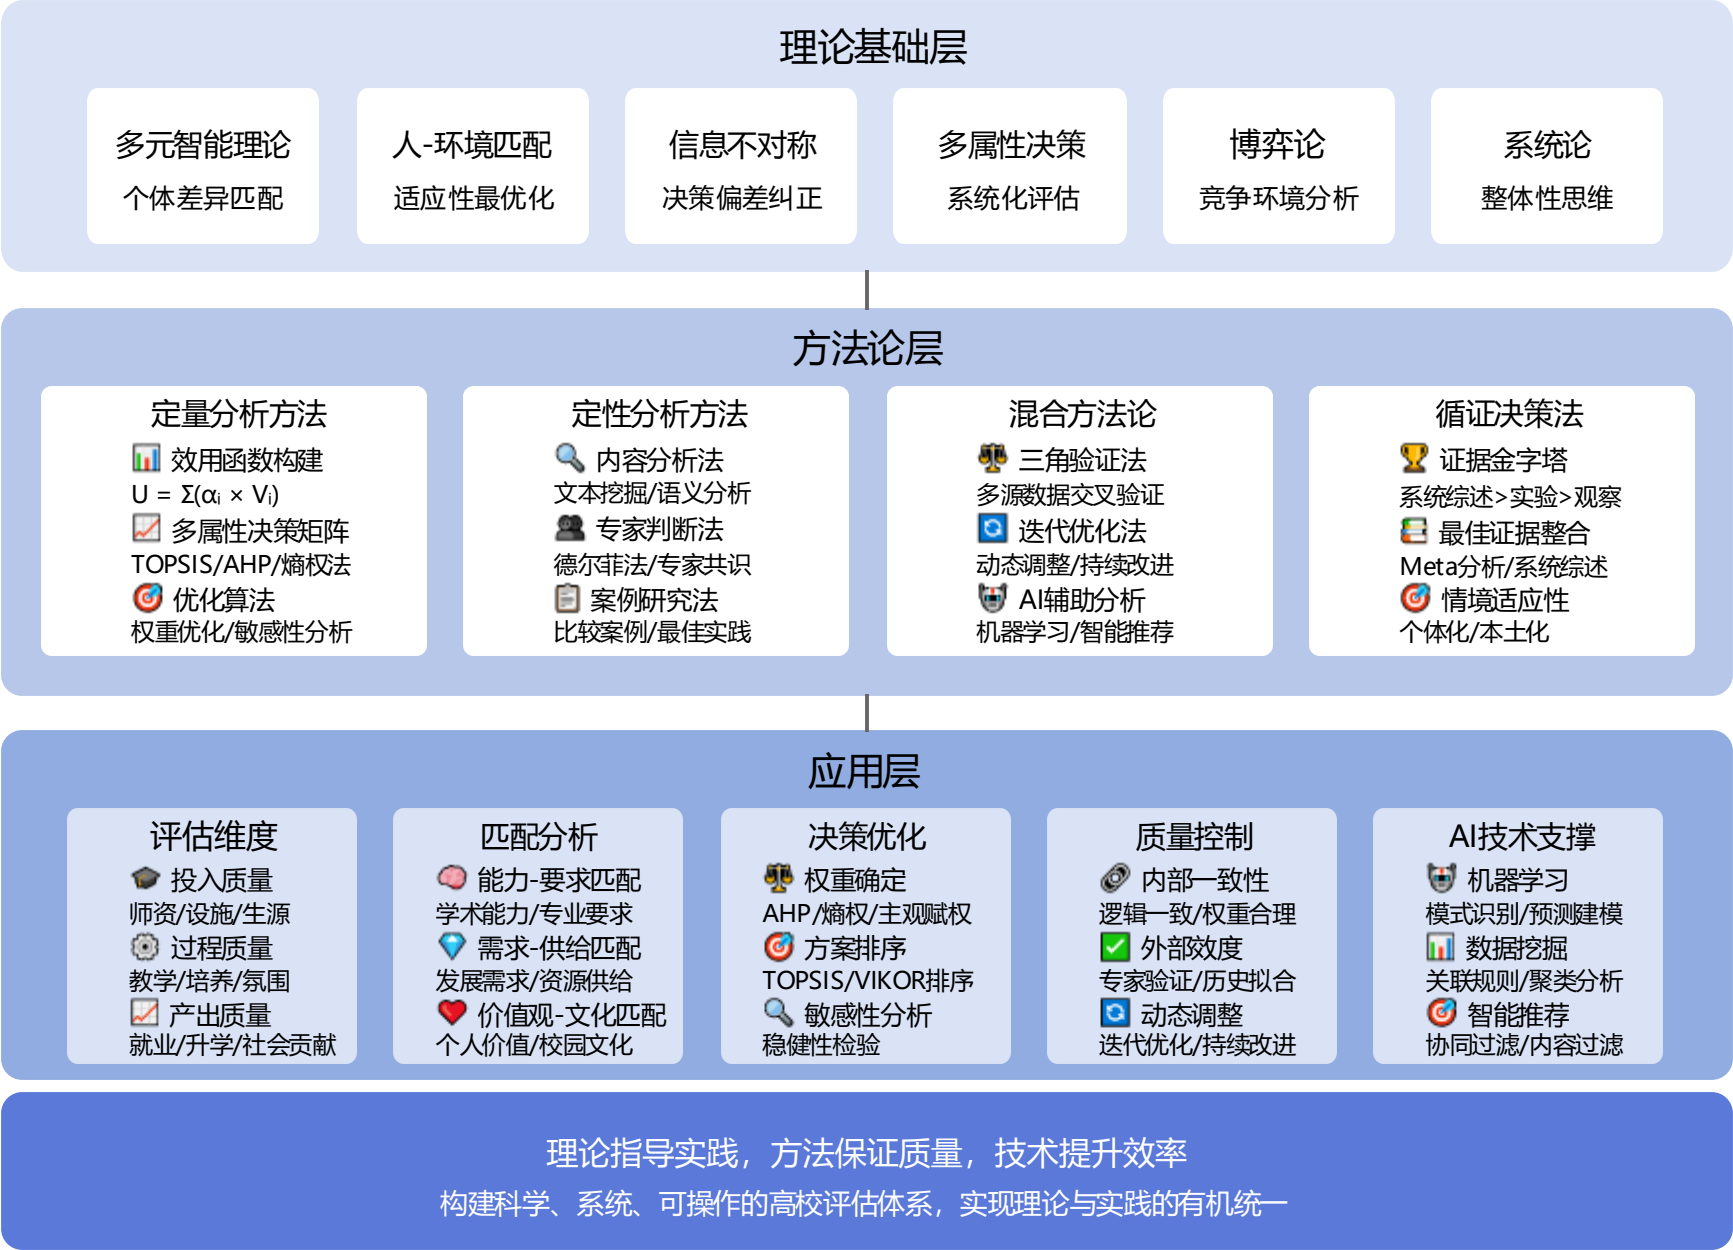 理论基础层
多元智能理论
个体差异匹配
人-环境匹配
适应性最优化
信息不对称
决策偏差纠正
多属性决策
系统化评估
博弈论
竞争环境分析
系统论
整体性思维
方法论层
定量分析方法
效用函数构建
U = Σ(αᵢ × Vᵢ)
多属性决策矩阵
TOPSIS/AHP/熵权法
优化算法
权重优化/敏感性分析
定性分析方法
内容分析法
文本挖掘/语义分析
专家判断法
德尔菲法/专家共识
案例研究法
比较案例/最佳实践
混合方法论
三角验证法
多源数据交叉验证
迭代优化法
动态调整/持续改进
AI辅助分析
机器学习/智能推荐
循证决策法
证据金字塔
系统综述>实验>观察
最佳证据整合
Meta分析/系统综述
情境适应性
个体化/本土化
应用层
评估维度
投入质量
师资/设施/生源
过程质量
教学/培养/氛围
产出质量
就业/升学/社会贡献
匹配分析
能力-要求匹配
学术能力/专业要求
需求-供给匹配
发展需求/资源供给
价值观-文化匹配
个人价值/校园文化
决策优化
权重确定
AHP/熵权/主观赋权
方案排序
TOPSIS/VIKOR排序
敏感性分析
稳健性检验
质量控制
内部一致性
逻辑一致/权重合理
外部效度
专家验证/历史拟合
动态调整
迭代优化/持续改进
AI技术支撑
机器学习
模式识别/预测建模
数据挖掘
关联规则/聚类分析
智能推荐
协同过滤/内容过滤
理论指导实践，方法保证质量，技术提升效率
构建科学、系统、可操作的高校评估体系，实现理论与实践的有机统一